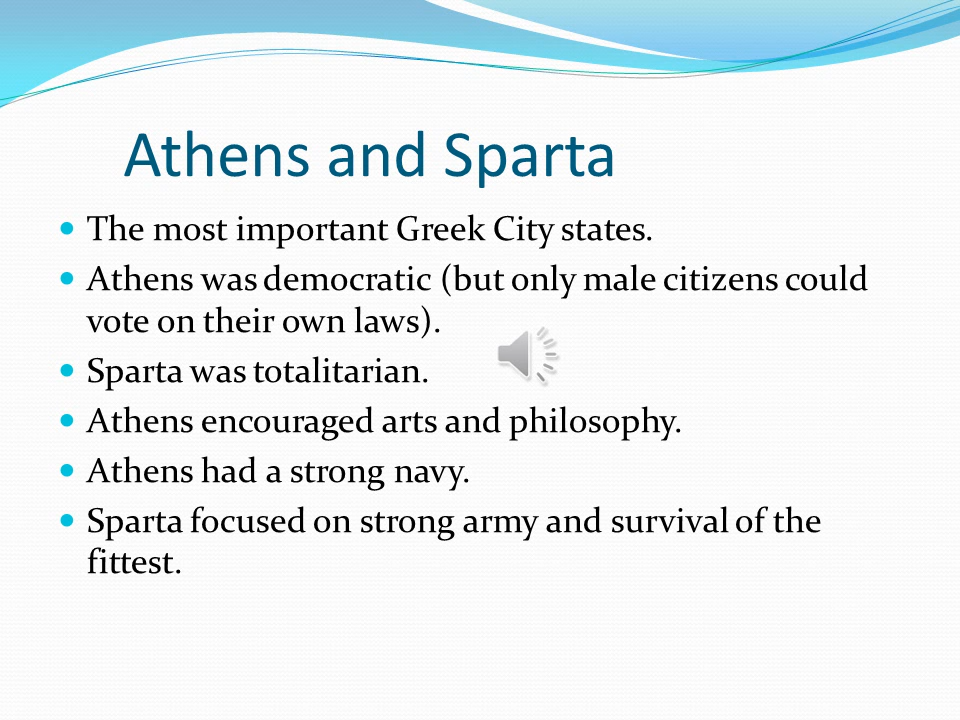 Athens and Sparta
The most important Greek City states.
Athens was democratic (but only male citizens could
vote on their own laws).
Sparta was totalitarian.
Athens encouraged arts and philosophy.
Athens had a strong navy.
Sparta focused on strong army and survival of the
fittest.